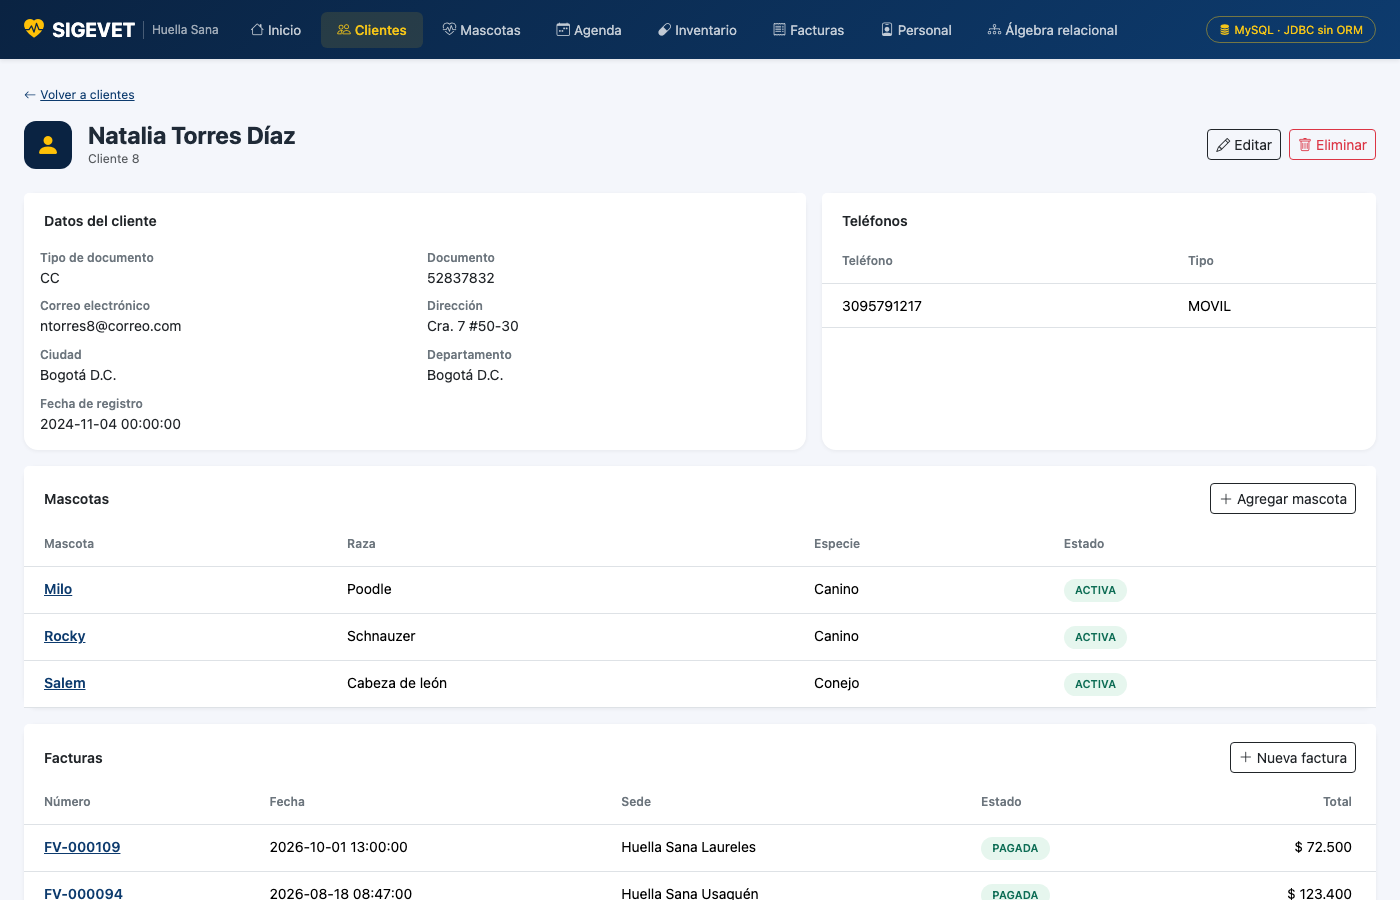 SIGEVET
Huella Sana
Inicio
Clientes
Mascotas
Agenda
Inventario
Facturas
Personal
Álgebra relacional
MySQL · JDBC sin ORM
← Volver a clientes
Natalia Torres Díaz
Cliente 8
Editar
Eliminar
Datos del cliente
Tipo de documento
CC
Documento
52837832
Correo electrónico
ntorres8@correo.com
Dirección
Cra. 7 #50-30
Ciudad
Bogotá D.C.
Departamento
Bogotá D.C.
Fecha de registro
2024-11-04 00:00:00
Teléfonos
Teléfono Tipo
3095791217 MOVIL
Mascotas
+ Agregar mascota
Mascota Raza Especie Estado
Milo Poodle Canino ACTIVA
Rocky Schnauzer Canino ACTIVA
Salem Cabeza de león Conejo ACTIVA
Facturas
+ Nueva factura
Número Fecha Sede Estado Total
FV-000109 2026-10-01 13:00:00 Huella Sana Laureles PAGADA $ 72.500
FV-000094 2026-08-18 08:47:00 Huella Sana Usaquén PAGADA $ 123.400